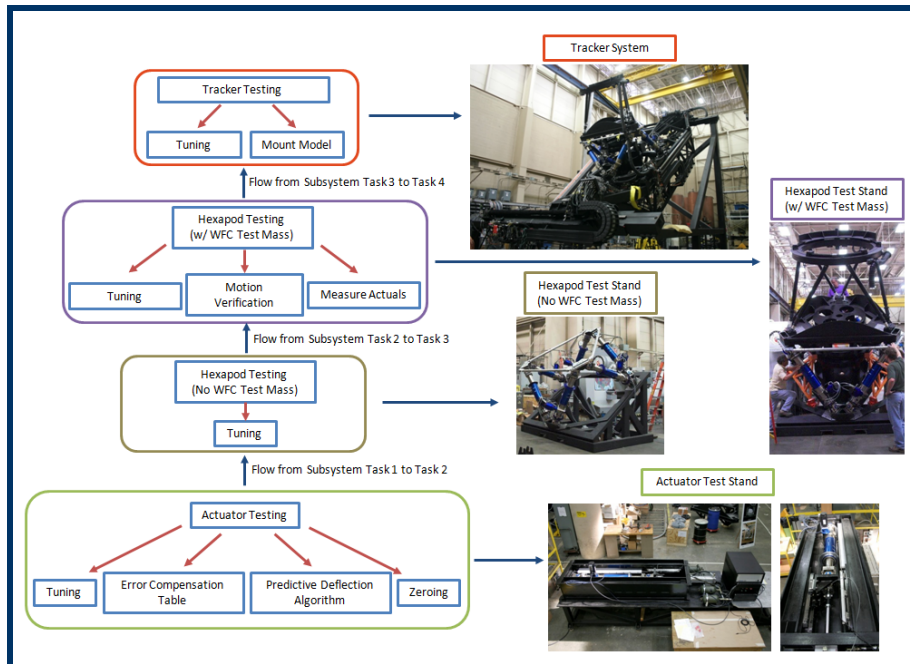 Tracker System
Tracker Testing
Tuning
Mount Model
Flow from Subsystem Task 3 to Task 4
Hexapod Testing
(w/ WFC Test Mass)
Tuning
Motion
Verification
Measure Actuals
Hexapod Test Stand
(w/ WFC Test Mass)
Hexapod Test Stand
(No WFC Test Mass)
Flow from Subsystem Task 2 to Task 3
Hexapod Testing
(No WFC Test Mass)
Tuning
Flow from Subsystem Task 1 to Task 2
Actuator Test Stand
Actuator Testing
Tuning
Error Compensation
Table
Predictive Deflection
Algorithm
Zeroing